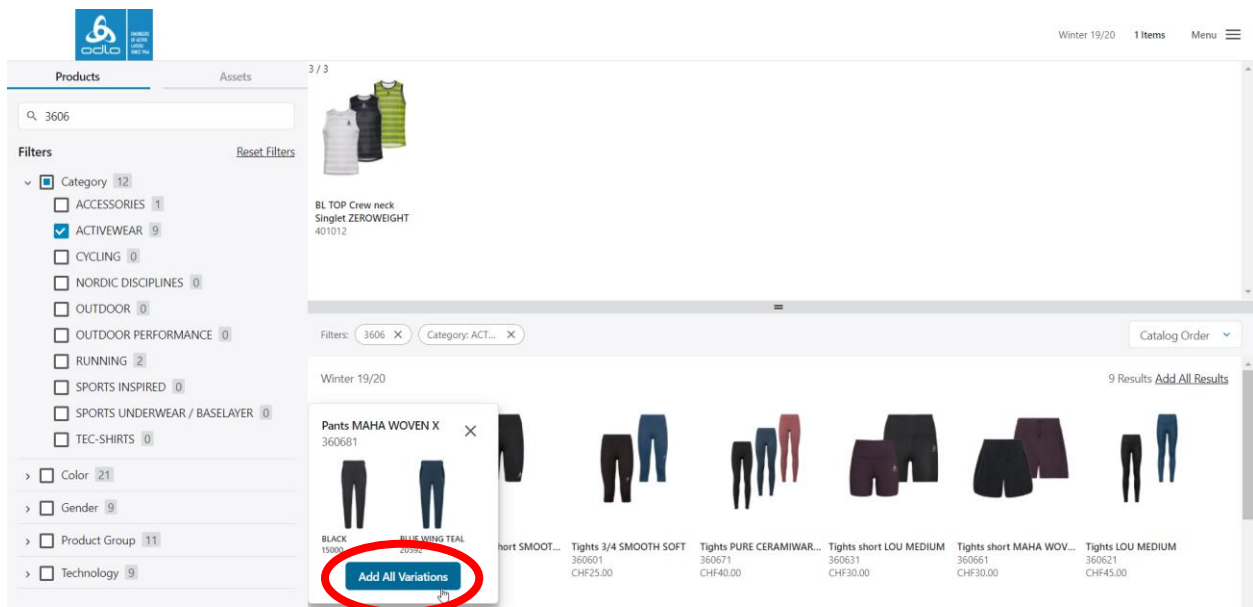 odlo
Winter 19/20 1 Items Menu
Products Assets
3606
Filters Reset Filters
Category 12
ACCESSORIES 1
ACTIVEWEAR 9
CYCLING 0
NORDIC DISCIPLINES 0
OUTDOOR 0
OUTDOOR PERFORMANCE 0
RUNNING 2
SPORTS INSPIRED 0
SPORTS UNDERWEAR / BASELAYER 0
TEC-SHIRTS 0
Color 21
Gender 9
Product Group 11
Technology 9
3 / 3
BL TOP Crew neck
Singlet ZEROWEIGHT
401012
Filters: 3606 Category: ACT...
Catalog Order
Winter 19/20
9 Results Add All Results
Pants MAHA WOVEN X
360681
BLACK
15000
BLUE WING TEAL
20592
Add All Variations
hort SMOOT...
Tights 3/4 SMOOTH SOFT
360601
CHF25.00
Tights PURE CERAMIWAR...
360671
CHF40.00
Tights short LOU MEDIUM
360631
CHF30.00
Tights short MAHA WOV...
360661
CHF30.00
Tights LOU MEDIUM
360621
CHF45.00